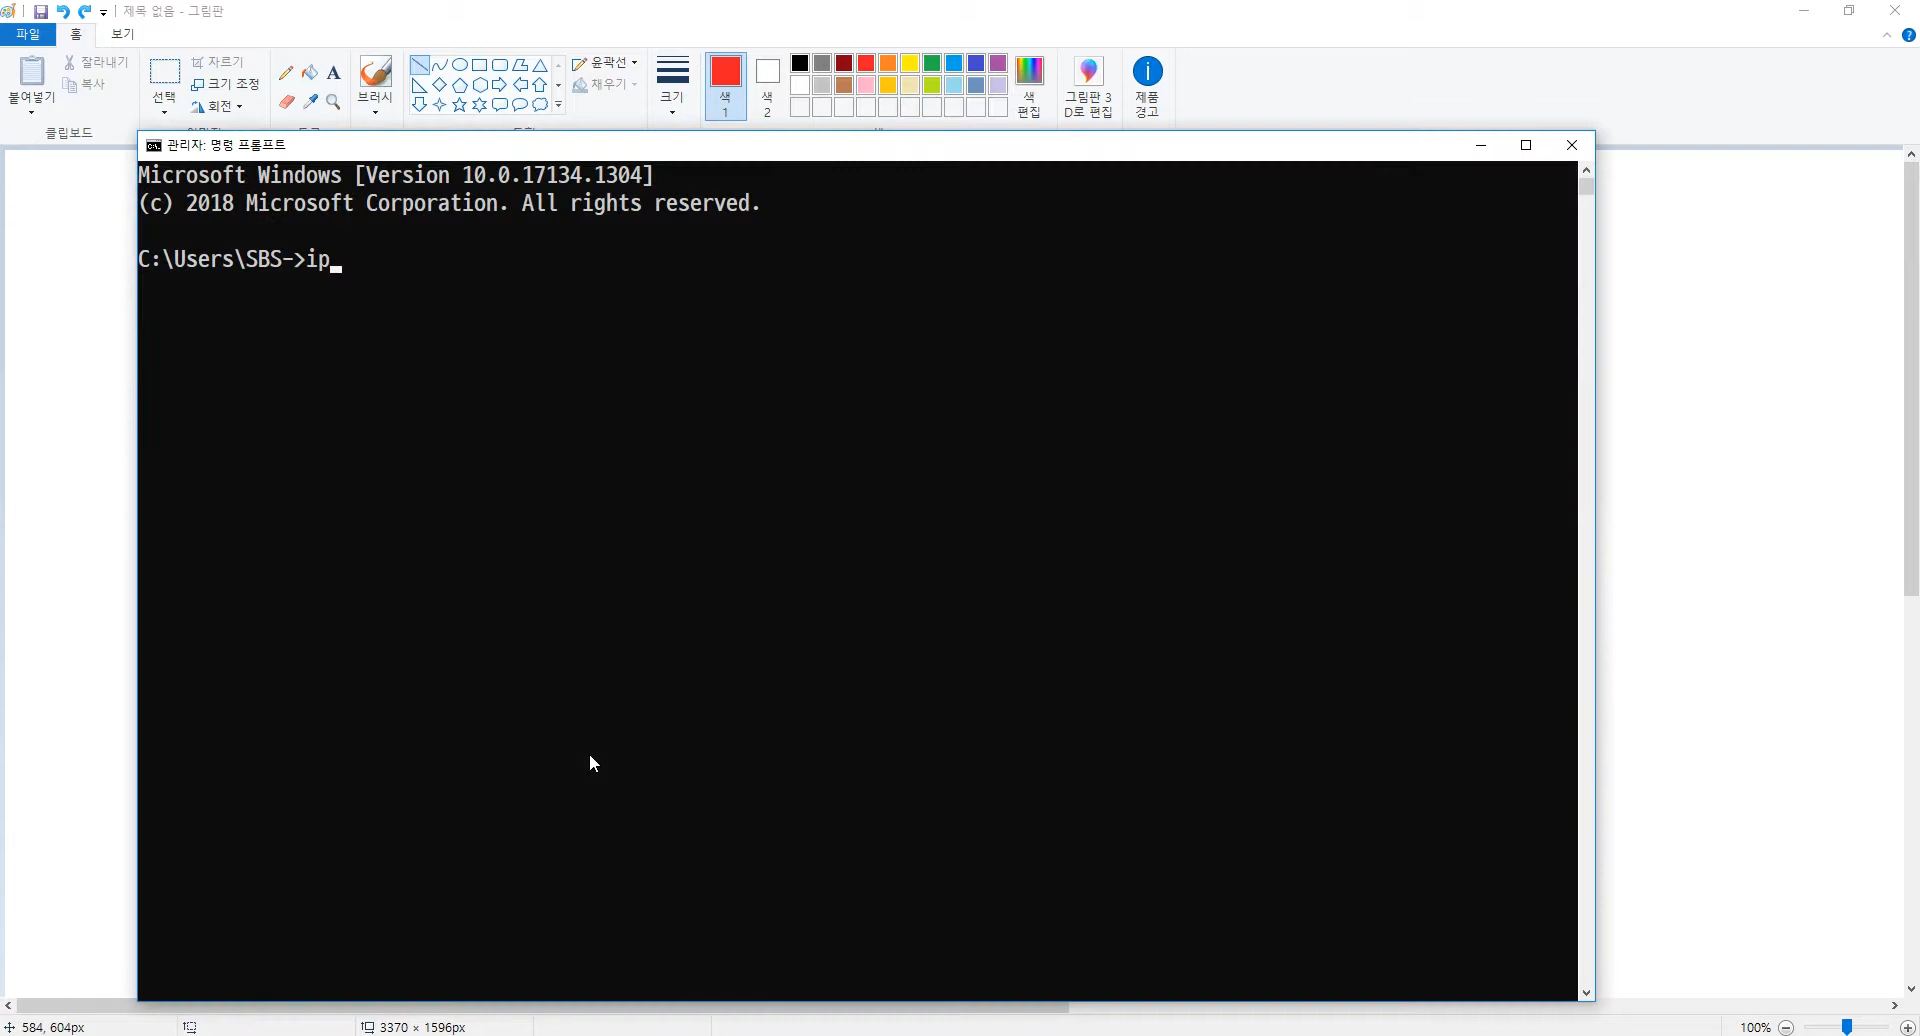 제목 없음 - 그림판
파일 홈 보기
붙여넣기
잘라내기
복사
클립보드
선택
자르기
크기 조정
회전
A
브러시
윤곽선
채우기
크기
색
1
색
2
색
편집
그림판 3
D로 편집
제품
경고
관리자: 명령 프롬프트
Microsoft Windows [Version 10.0.17134.1304]
(c) 2018 Microsoft Corporation. All rights reserved.
C:\Users\SBS->ip
584, 604px
3370 × 1596px
100%